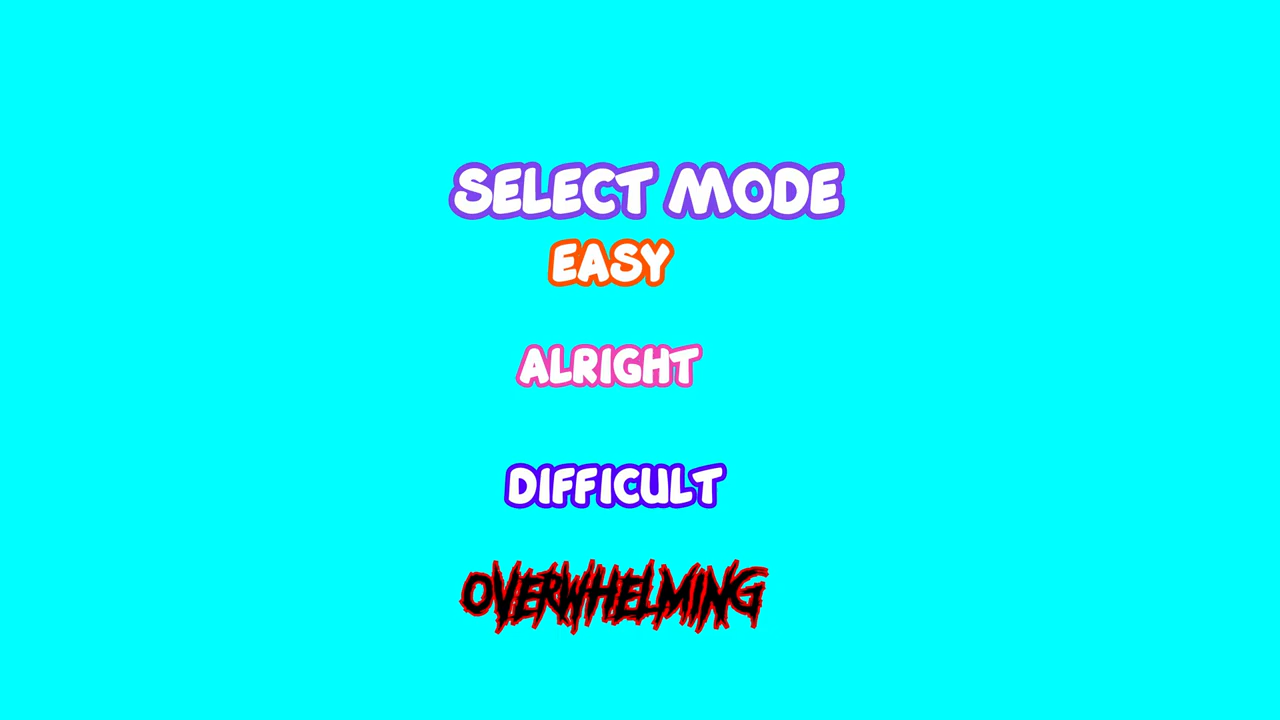 SELECT MODE
EASY
ALRIGHT
DIFFICULT
OVERWHELMING